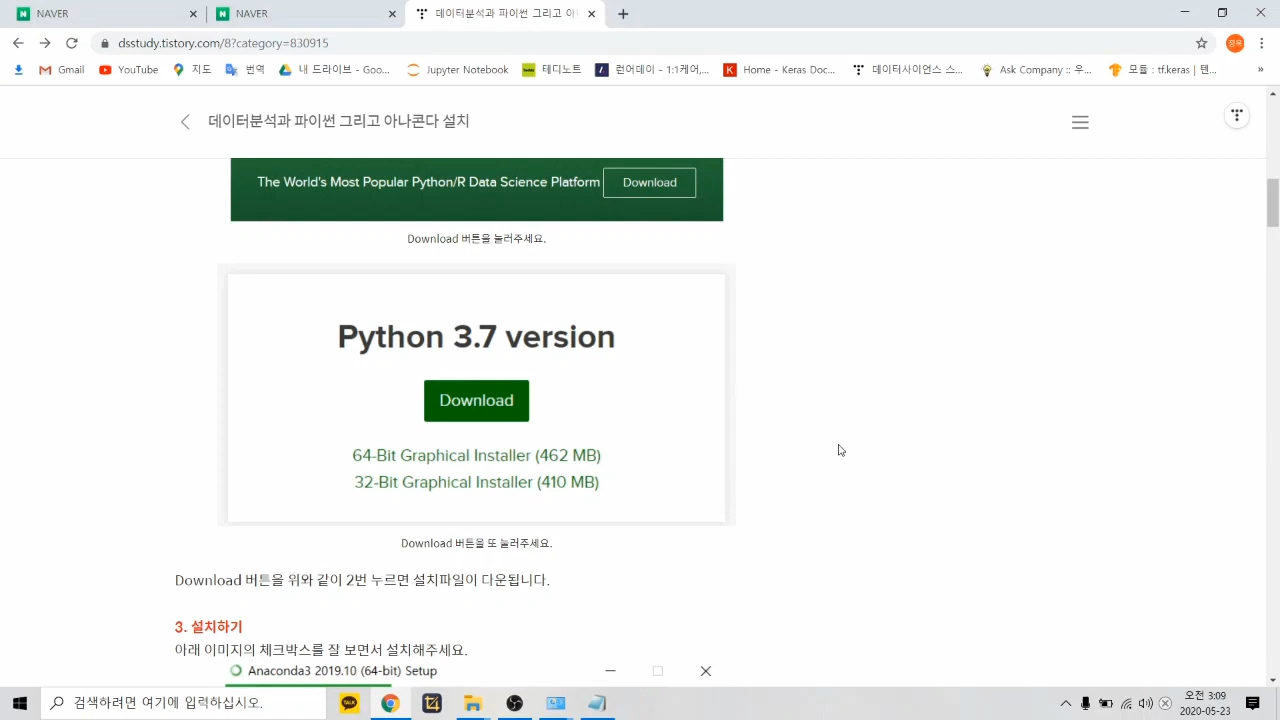 NAVER
NAVER
데이터분석과 파이썬 그리고 아
dsstudy.tistory.com/8?category=830915
정욱
Gmail
YouTube
지도
번역
내 드라이브 - Goo...
Jupyter Notebook
테디노트
런어데이 - 1:1케어,...
Home - Keras Doc...
데이터사이언스 스...
Ask Company :: 우...
모듈 : tf.keras | 텐...
데이터분석과 파이썬 그리고 아나콘다 설치
The World's Most Popular Python/R Data Science Platform
Download
Download 버튼을 눌러주세요.
Python 3.7 version
Download
64-Bit Graphical Installer (462 MB)
32-Bit Graphical Installer (410 MB)
Download 버튼을 또 눌러주세요.
Download 버튼을 위와 같이 2번 누르면 설치파일이 다운됩니다.
3. 설치하기
아래 이미지의 체크박스를 잘 보면서 설치해주세요.
Anaconda3 2019.10 (64-bit) Setup
검색하려면 여기에 입력하십시오.
TALK
오전 3:09
2020-05-23